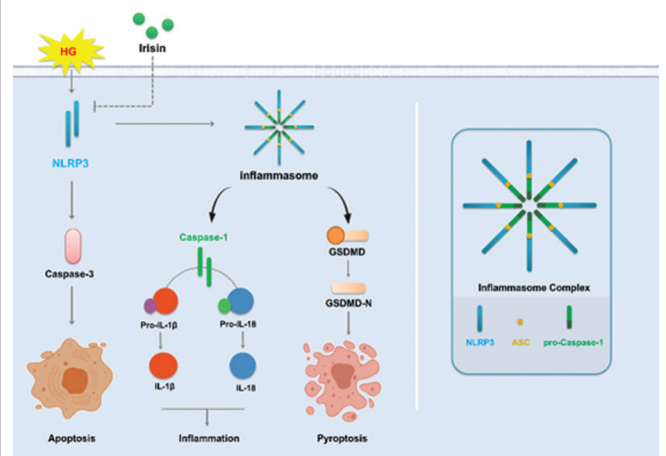 HG
Irisin
NLRP3
Inflammasome
Caspase-3
Caspase-1
GSDMD
GSDMD-N
Pro-IL-1β
Pro-IL-18
IL-1β
IL-18
Apoptosis
Inflammation
Pyroptosis
Inflammasome Complex
NLRP3
ASC
pro-Caspase-1